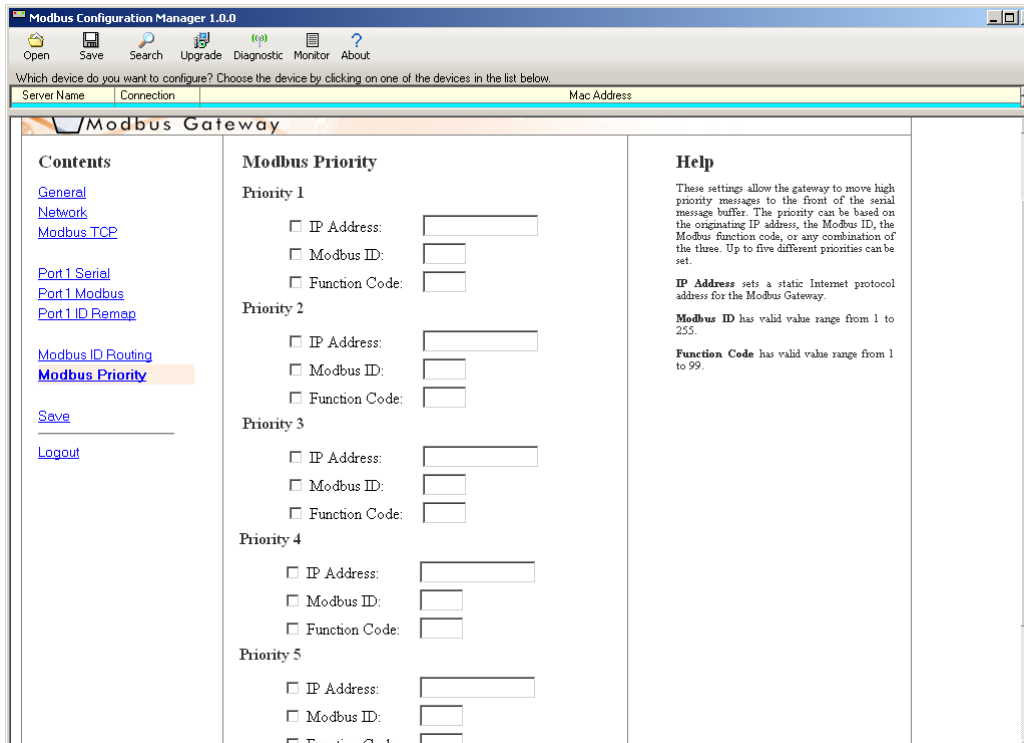 Modbus Configuration Manager 1.0.0
Open Save Search Upgrade Diagnostic Monitor About
Which device do you want to configure? Choose the device by clicking on one of the devices in the list below.
Server Name Connection Mac Address
Modbus Gateway
Contents
General
Network
Modbus TCP
Port 1 Serial
Port 1 Modbus
Port 1 ID Remap
Modbus ID Routing
Modbus Priority
Save
Logout
Modbus Priority
Priority 1
IP Address:
Modbus ID:
Function Code:
Priority 2
IP Address:
Modbus ID:
Function Code:
Priority 3
IP Address:
Modbus ID:
Function Code:
Priority 4
IP Address:
Modbus ID:
Function Code:
Priority 5
IP Address:
Modbus ID:
Help
These settings allow the gateway to move high
priority messages to the front of the serial
message buffer. The priority can be based on
the originating IP address, the Modbus ID, the
Modbus function code, or any combination of
the three. Up to five different priorities can be
set.
IP Address sets a static Internet protocol
address for the Modbus Gateway.
Modbus ID has valid value range from 1 to
255.
Function Code has valid value range from 1
to 99.